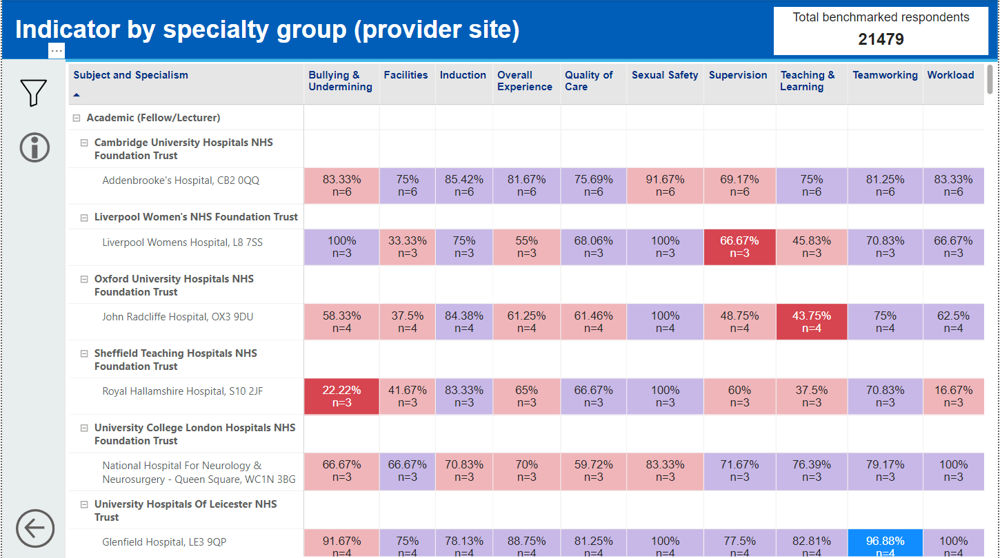 Indicator by specialty group (provider site)
Total benchmarked respondents
21479
Subject and Specialism
Bullying & Undermining
Facilities
Induction
Overall Experience
Quality of Care
Sexual Safety
Supervision
Teaching & Learning
Teamworking
Workload
Academic (Fellow/Lecturer)
Cambridge University Hospitals NHS
Foundation Trust
Addenbrooke's Hospital, CB2 0QQ
83.33% 75% 85.42% 81.67% 75.69% 91.67% 69.17% 75% 81.25% 83.33%
n=6 n=6 n=6 n=6 n=6 n=6 n=6 n=6 n=6 n=6
Liverpool Women's NHS Foundation Trust
Liverpool Womens Hospital, L8 7SS
100% 33.33% 75% 55% 68.06% 100% 66.67% 45.83% 70.83% 66.67%
n=3 n=3 n=3 n=3 n=3 n=3 n=3 n=3 n=3 n=3
Oxford University Hospitals NHS
Foundation Trust
John Radcliffe Hospital, OX3 9DU
58.33% 37.5% 84.38% 61.25% 61.46% 100% 48.75% 43.75% 75% 62.5%
n=4 n=4 n=4 n=4 n=4 n=4 n=4 n=4 n=4 n=4
Sheffield Teaching Hospitals NHS
Foundation Trust
Royal Hallamshire Hospital, S10 2JF
22.22% 41.67% 83.33% 65% 66.67% 100% 60% 37.5% 70.83% 16.67%
n=3 n=3 n=3 n=3 n=3 n=3 n=3 n=3 n=3 n=3
University College London Hospitals NHS
Foundation Trust
National Hospital For Neurology &
Neurosurgery - Queen Square, WC1N 3BG
66.67% 66.67% 70.83% 70% 59.72% 83.33% 71.67% 76.39% 79.17% 100%
n=3 n=3 n=3 n=3 n=3 n=3 n=3 n=3 n=3 n=3
University Hospitals Of Leicester NHS
Trust
Glenfield Hospital, LE3 9QP
91.67% 75% 78.13% 88.75% 81.25% 100% 77.5% 82.81% 96.88% 100%
n=4 n=4 n=4 n=4 n=4 n=4 n=4 n=4 n=4 n=4